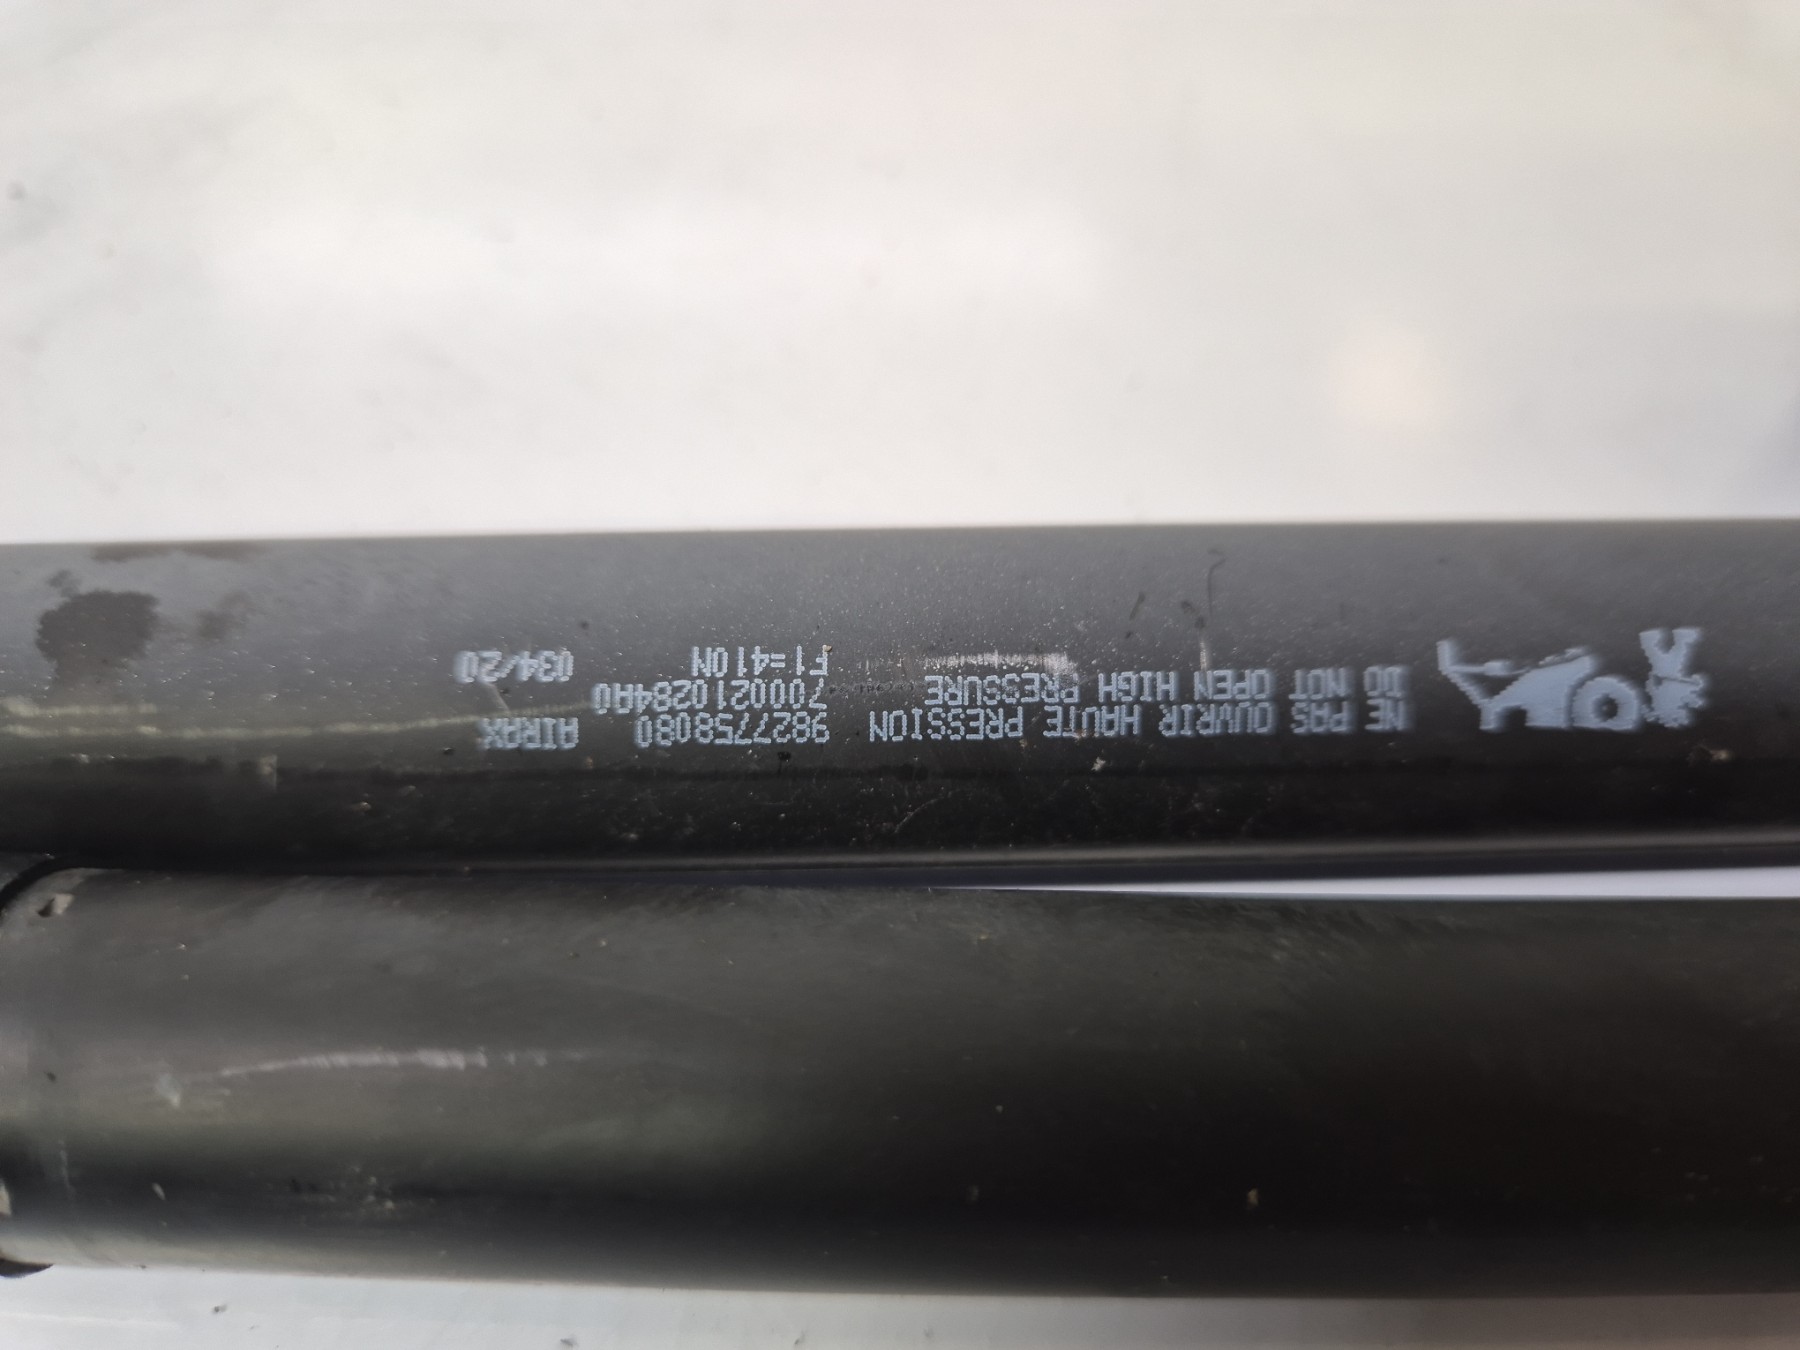 NE PAS OUVRIR HAUTE PRESSION 9827758080 AIRAX
DO NOT OPEN HIGH PRESSURE 7000210284A0
F1=410N 034/20